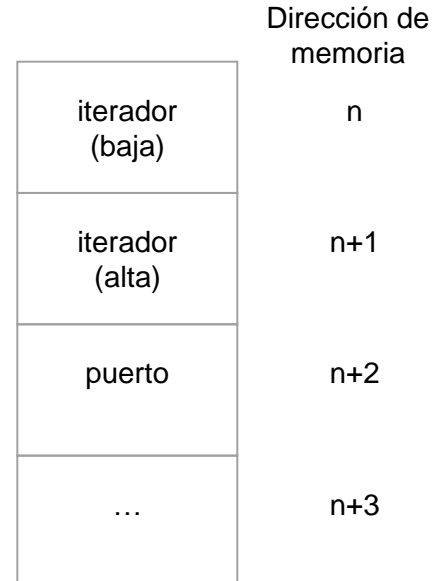 Dirección de
memoria
iterador
(baja)
n
iterador
(alta)
n+1
puerto
n+2
…
n+3